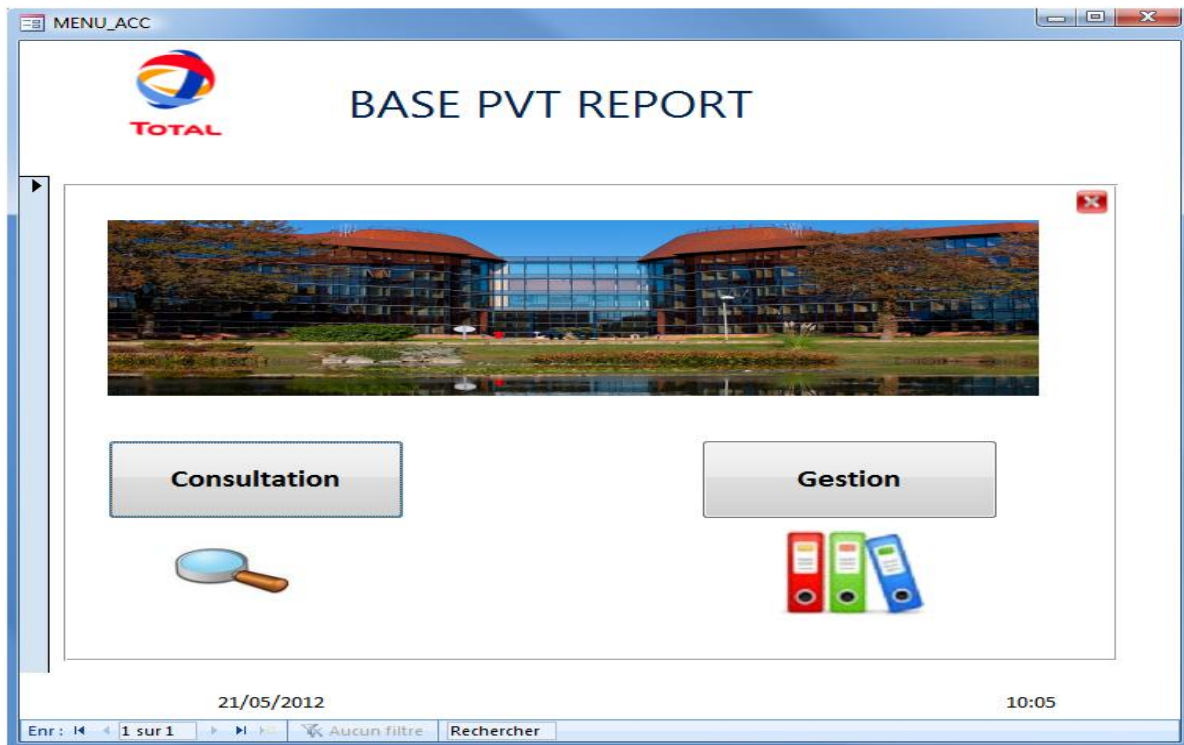 MENU_ACC
TOTAL
BASE PVT REPORT
Consultation
Gestion
21/05/2012
10:05
Enr : 1 sur 1 Aucun filtre Rechercher